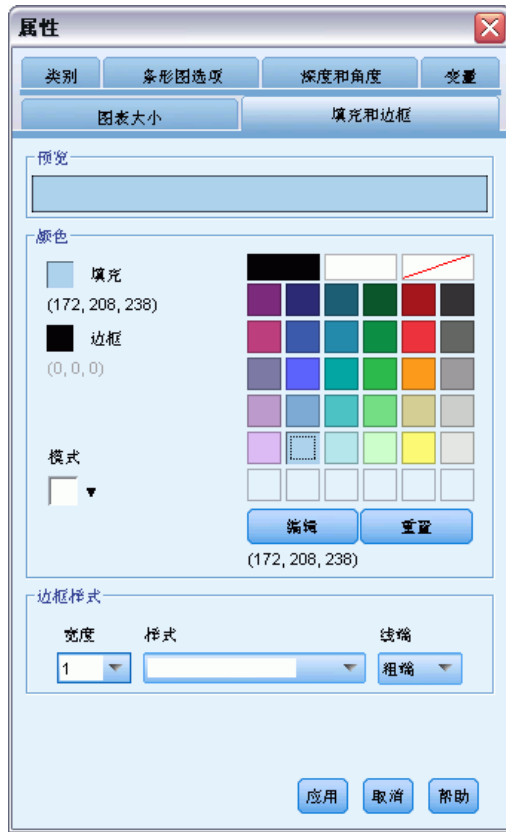 属性
类别 条形图选项 深度和角度 变量
图表大小 填充和边框
预览
颜色
填充
(172, 208, 238)
边框
(0, 0, 0)
模式
编辑 重置
(172, 208, 238)
边框样式
宽度 样式 线端
1 粗端
应用 取消 帮助